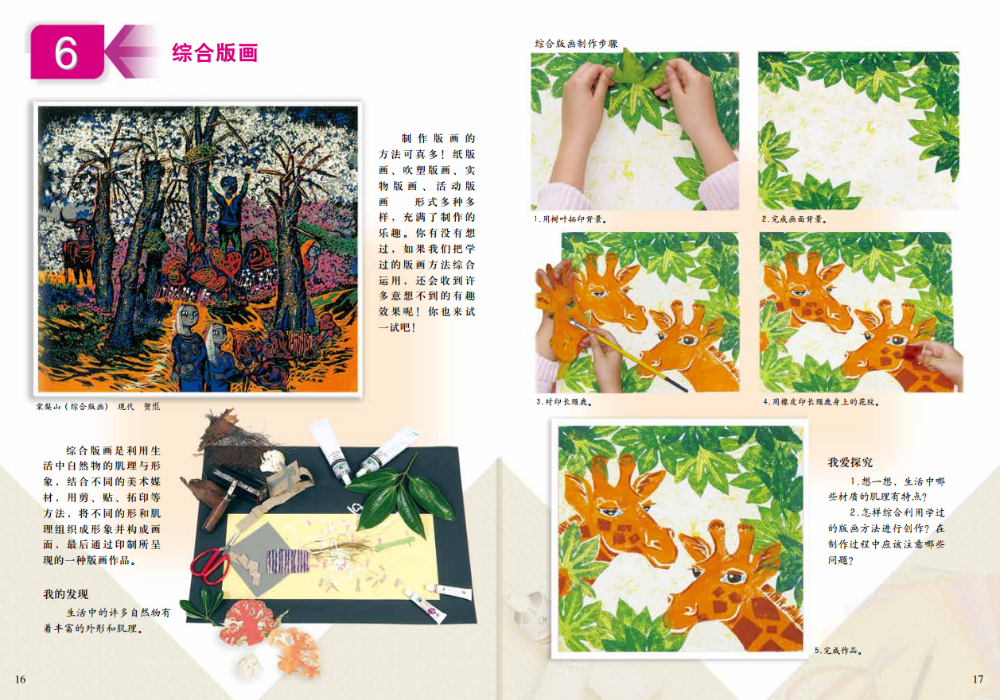 6
综合版画
制作版画的
方法可真多！纸版
画、吹塑版画、实
物版画、活动版
画　形式多种多
样，充满了制作的
乐趣。你有没有想
过，如果我们把学
过的版画方法综合
运用，还会收到许
多意想不到的有趣
效果呢！你也来试
一试吧！
棠梨山（综合版画） 现代 贺焜
综合版画是利用生
活中自然物的肌理与形
象，结合不同的美术媒
材，用剪、贴、拓印等
方法，将不同的形和肌
理组织成形象并构成画
面，最后通过印制所呈
现的一种版画作品。
我的发现
生活中的许多自然物有
着丰富的外形和肌理。
16
综合版画制作步骤
1.用树叶拓印背景。
2.完成画面背景。
3.对印长颈鹿。
4.用橡皮印长颈鹿身上的花纹。
我爱探究
1.想一想，生活中哪
些材质的肌理有特点？
2.怎样综合利用学过
的版画方法进行创作？在
制作过程中应该注意哪些
问题？
5.完成作品。
17